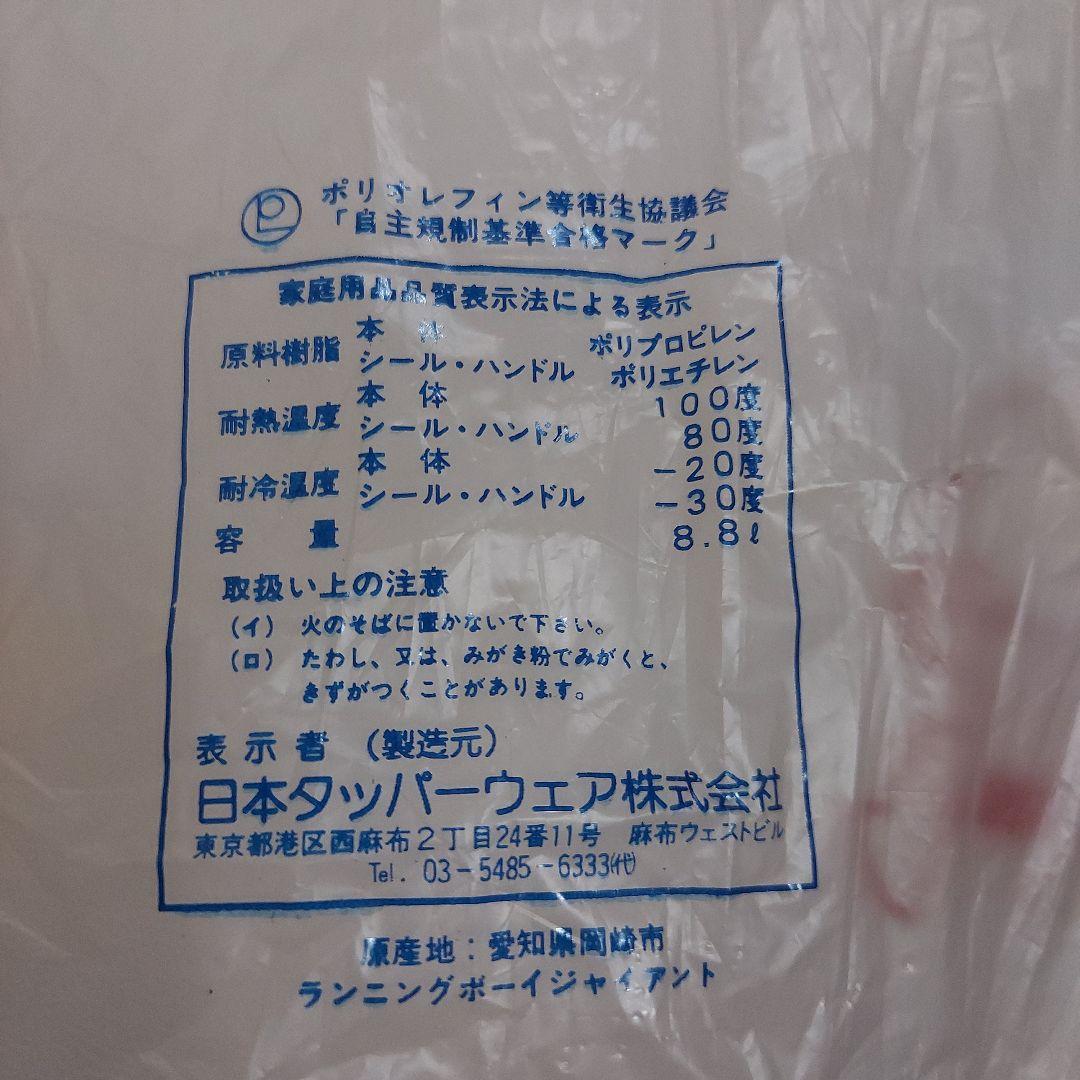 PL ポリオレフィン等衛生協議会
「自主規制基準合格マーク」
家庭用品品質表示法による表示
原料樹脂 本体 ポリプロピレン
シール・ハンドル ポリエチレン
耐熱温度 本体 100度
シール・ハンドル 80度
耐冷温度 本体 -20度
シール・ハンドル -30度
容量 8.8ℓ
取扱い上の注意
(イ) 火のそばに置かないで下さい。
(ロ) たわし、又は、みがき粉でみがくと、
きずがつくことがあります。
表示者 (製造元)
日本タッパーウェア株式会社
東京都港区西麻布2丁目24番11号 麻布ウェストビル
Tel. 03-5485-6333㈹
原産地:愛知県岡崎市
ランニングボーイジャイアント